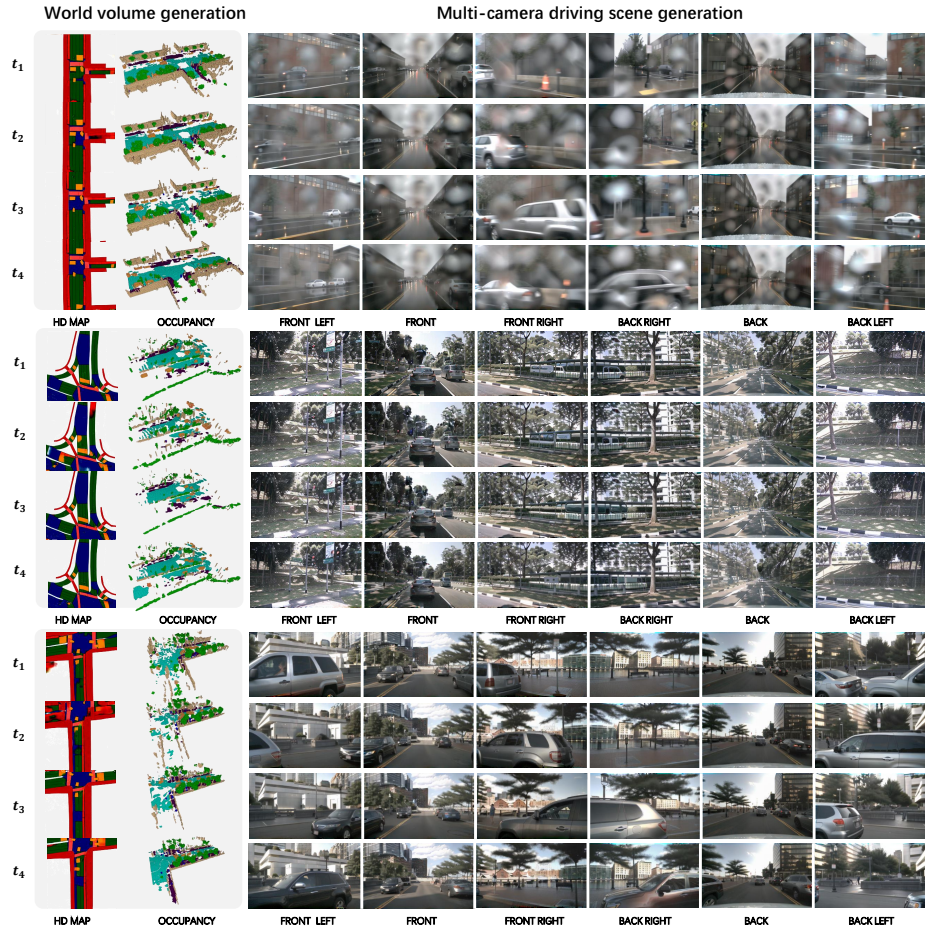 World volume generation
Multi-camera driving scene generation
t₁
t₂
t₃
t₄
HD MAP OCCUPANCY FRONT LEFT FRONT FRONT RIGHT BACK RIGHT BACK BACK LEFT
t₁
t₂
t₃
t₄
HD MAP OCCUPANCY FRONT LEFT FRONT FRONT RIGHT BACK RIGHT BACK BACK LEFT
t₁
t₂
t₃
t₄
HD MAP OCCUPANCY FRONT LEFT FRONT FRONT RIGHT BACK RIGHT BACK BACK LEFT